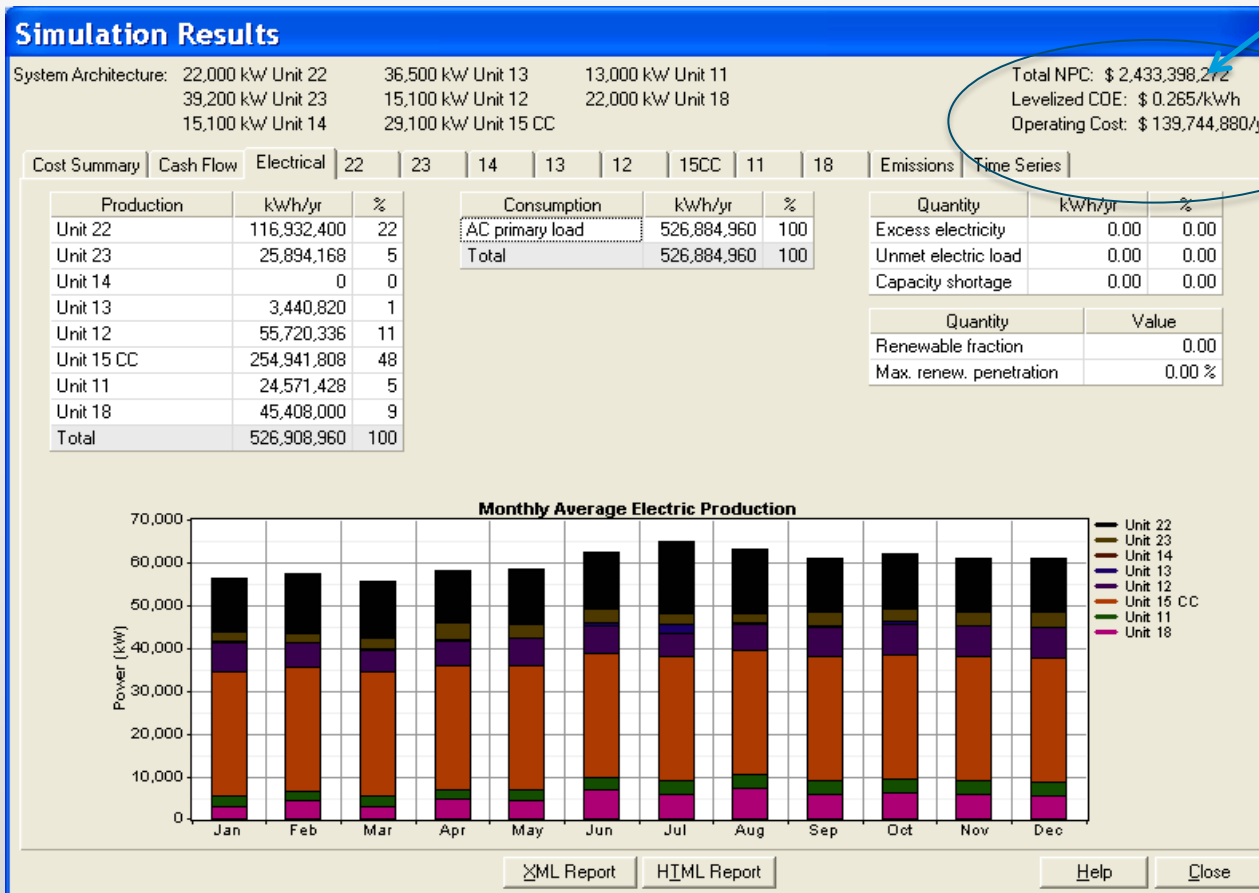 Simulation Results
System Architecture: 22,000 kW Unit 22 36,500 kW Unit 13 13,000 kW Unit 11
39,200 kW Unit 23 15,100 kW Unit 12 22,000 kW Unit 18
15,100 kW Unit 14 29,100 kW Unit 15 CC
Total NPC: $ 2,433,398,272
Levelized COE: $ 0.265/kWh
Operating Cost: $ 139,744,880/y
Cost Summary Cash Flow Electrical 22 23 14 13 12 15CC 11 18 Emissions Time Series
Production kWh/yr %
Unit 22 116,932,400 22
Unit 23 25,894,168 5
Unit 14 0 0
Unit 13 3,440,820 1
Unit 12 55,720,336 11
Unit 15 CC 254,941,808 48
Unit 11 24,571,428 5
Unit 18 45,408,000 9
Total 526,908,960 100
Consumption kWh/yr %
AC primary load 526,884,960 100
Total 526,884,960 100
Quantity kWh/yr %
Excess electricity 0.00 0.00
Unmet electric load 0.00 0.00
Capacity shortage 0.00 0.00
Quantity Value
Renewable fraction 0.00
Max. renew. penetration 0.00 %
Monthly Average Electric Production
Power (kW)
70,000
60,000
50,000
40,000
30,000
20,000
10,000
0
Jan Feb Mar Apr May Jun Jul Aug Sep Oct Nov Dec
Unit 22
Unit 23
Unit 14
Unit 13
Unit 12
Unit 15 CC
Unit 11
Unit 18
XML Report HTML Report Help Close